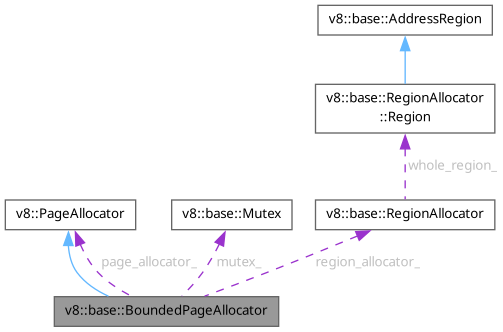 v8::base::AddressRegion
v8::base::RegionAllocator
::Region
whole_region_
v8::PageAllocator
v8::base::Mutex
v8::base::RegionAllocator
page_allocator_
mutex_
region_allocator_
v8::base::BoundedPageAllocator